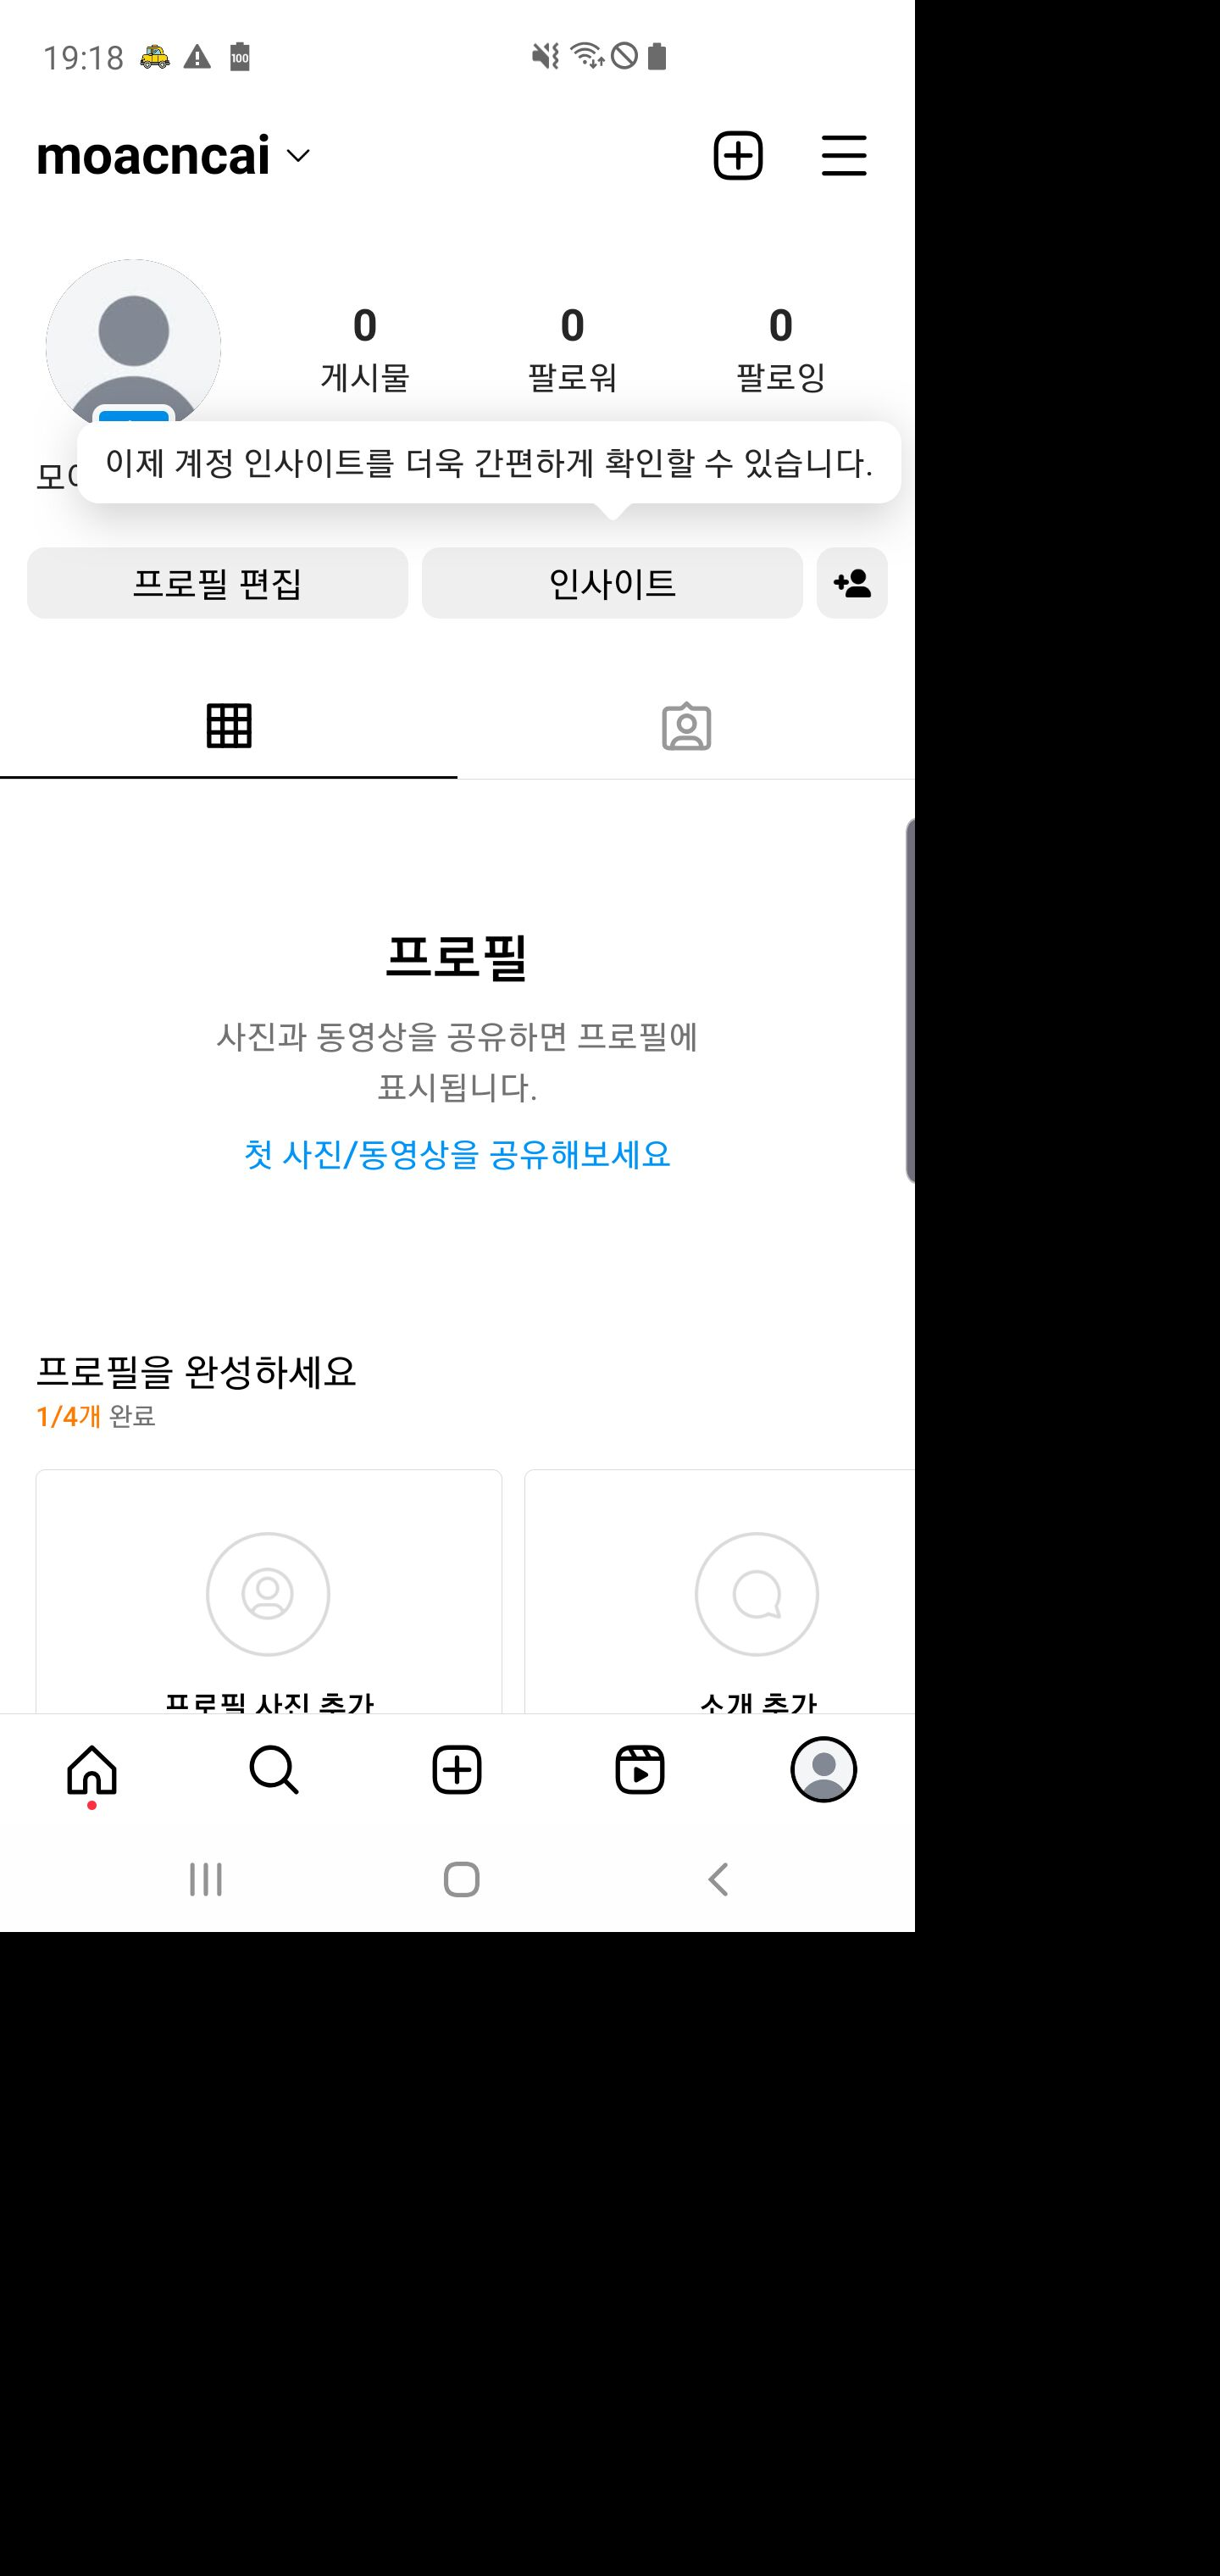 19:18
100
moacncai
0
0
0
게시물
팔로워
팔로잉
이제 계정 인사이트를 더욱 간편하게 확인할 수 있습니다.
프로필 편집
인사이트
프로필
사진과 동영상을 공유하면 프로필에
표시됩니다.
첫 사진/동영상을 공유해보세요
프로필을 완성하세요
1/4개 완료
프로필 사진 추가
소개 추가